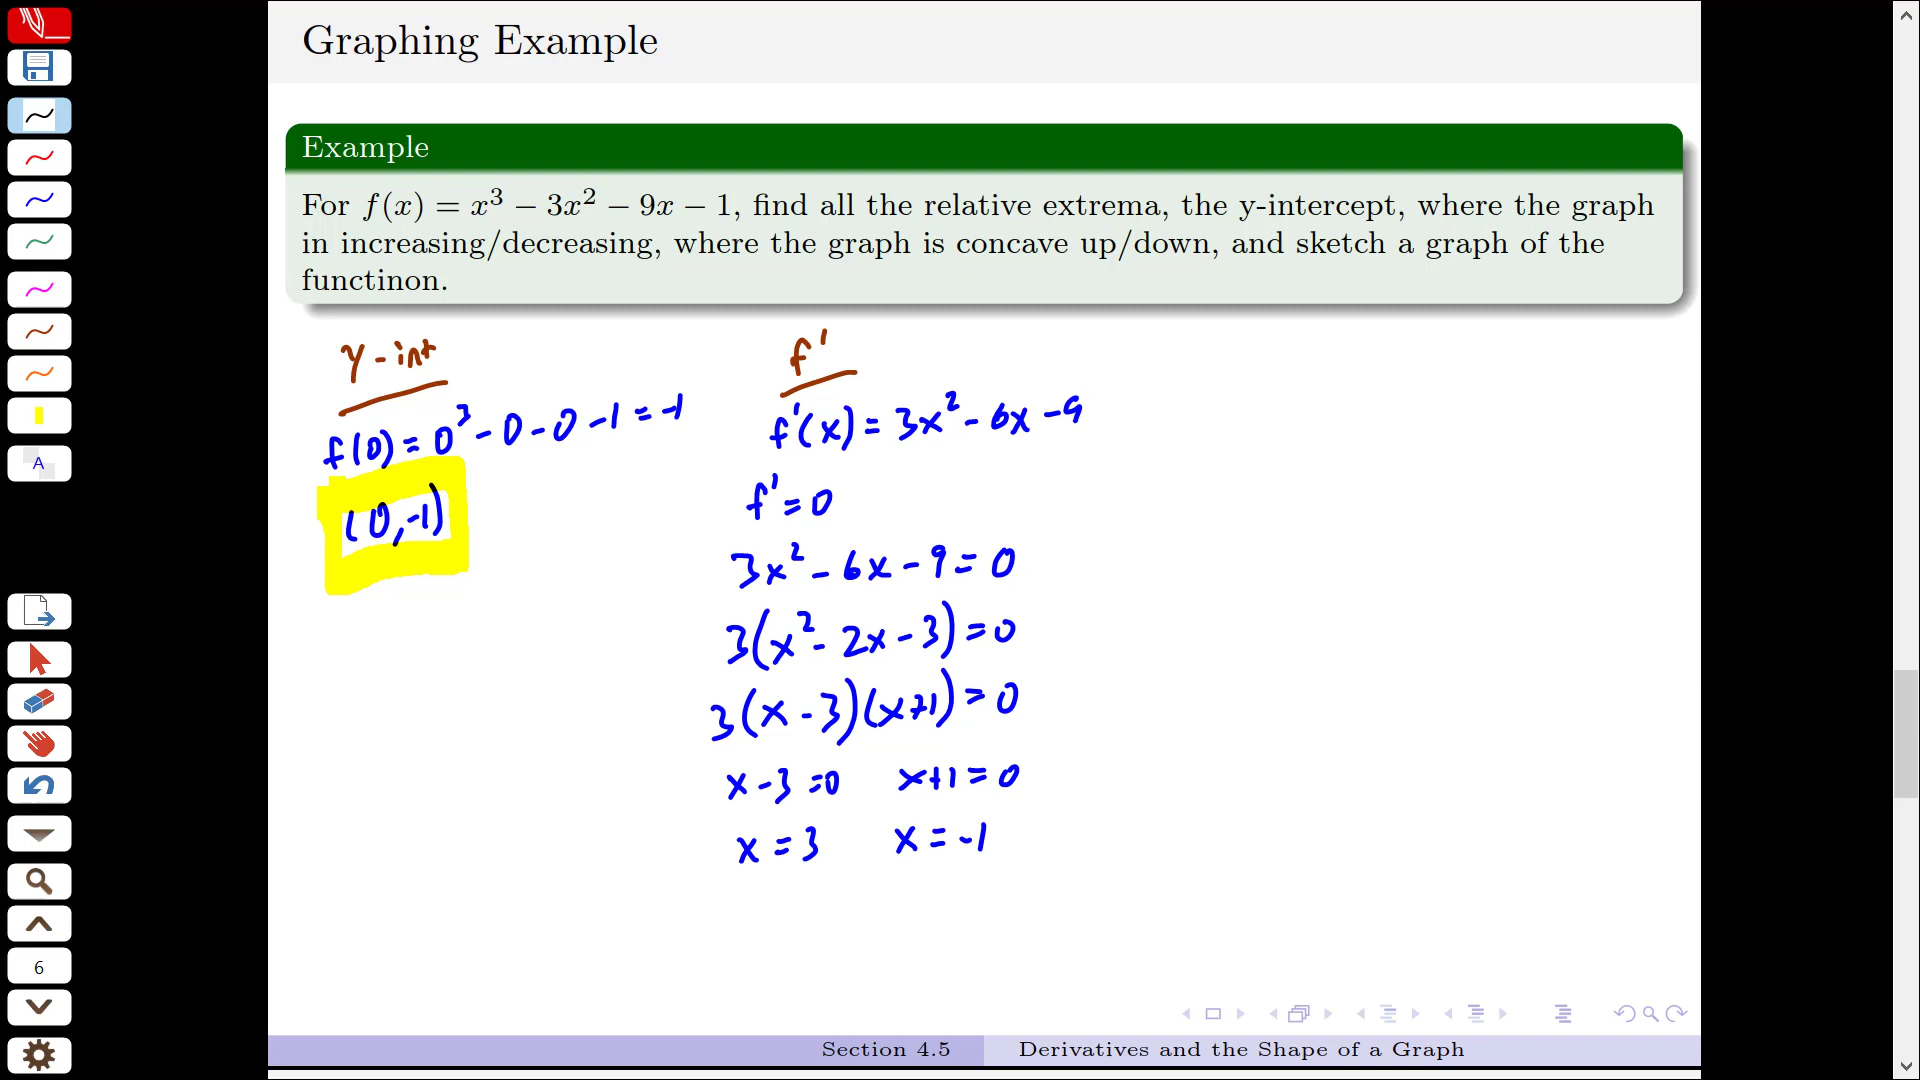 Graphing Example
Example
For f(x) = x³ − 3x² − 9x − 1, find all the relative extrema, the y-intercept, where the graph
in increasing/decreasing, where the graph is concave up/down, and sketch a graph of the
functinon.
y-int
f(0) = 0³ - 0 - 0 - 1 = -1
(0,-1)
f'
f'(x) = 3x² - 6x - 9
f' = 0
3x² - 6x - 9 = 0
3(x² - 2x - 3) = 0
3(x - 3)(x+1) = 0
x - 3 = 0 x+1 = 0
x = 3 x = -1
A
6
Section 4.5 Derivatives and the Shape of a Graph